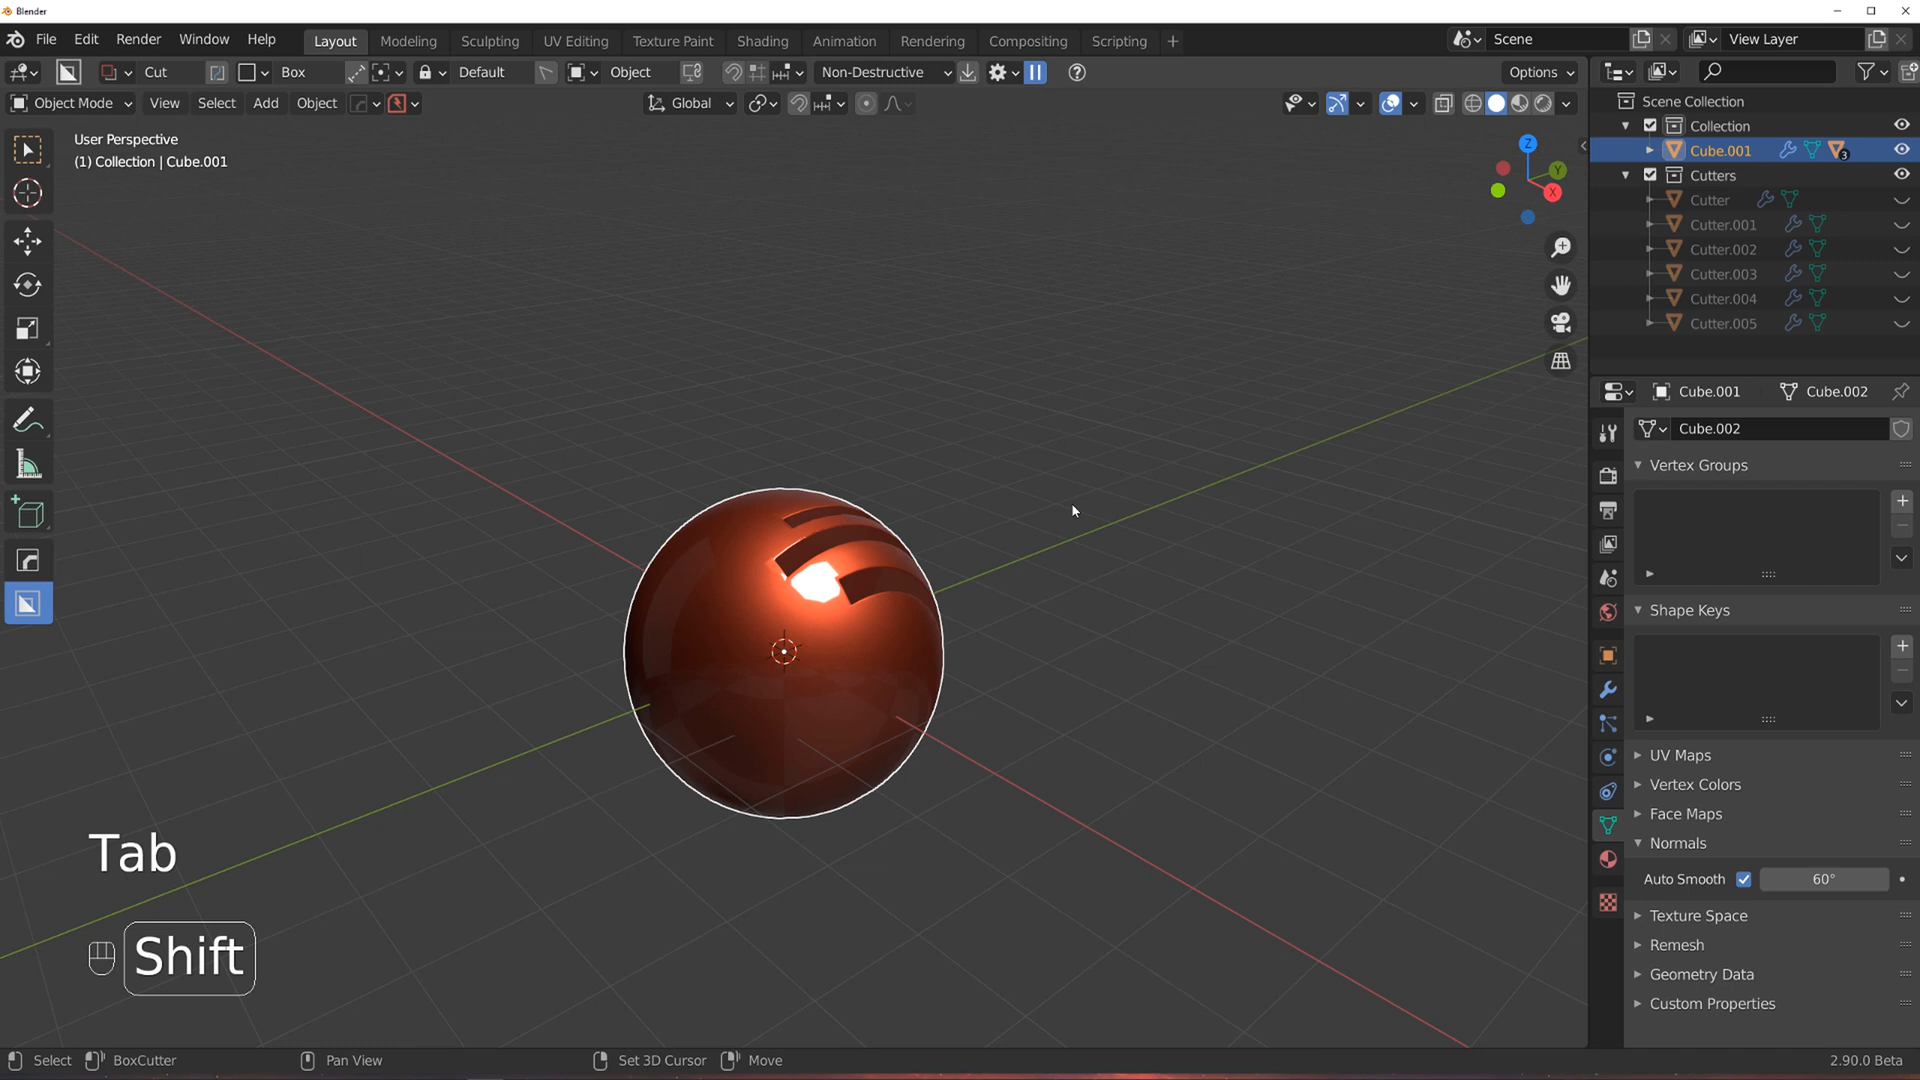 Blender
File Edit Render Window Help Layout Modeling Sculpting UV Editing Texture Paint Shading Animation Rendering Compositing Scripting + Scene View Layer
Cut Box Default Object Non-Destructive Options
Object Mode View Select Add Object Global
User Perspective
(1) Collection | Cube.001
Z
Y
X
Scene Collection
Collection
Cube.001 3
Cutters
Cutter
Cutter.001
Cutter.002
Cutter.003
Cutter.004
Cutter.005
Cube.001 Cube.002
Cube.002
Vertex Groups
Shape Keys
UV Maps
Vertex Colors
Face Maps
Normals
Auto Smooth 60°
Texture Space
Remesh
Geometry Data
Custom Properties
Tab
Shift
Select BoxCutter Pan View Set 3D Cursor Move 2.90.0 Beta